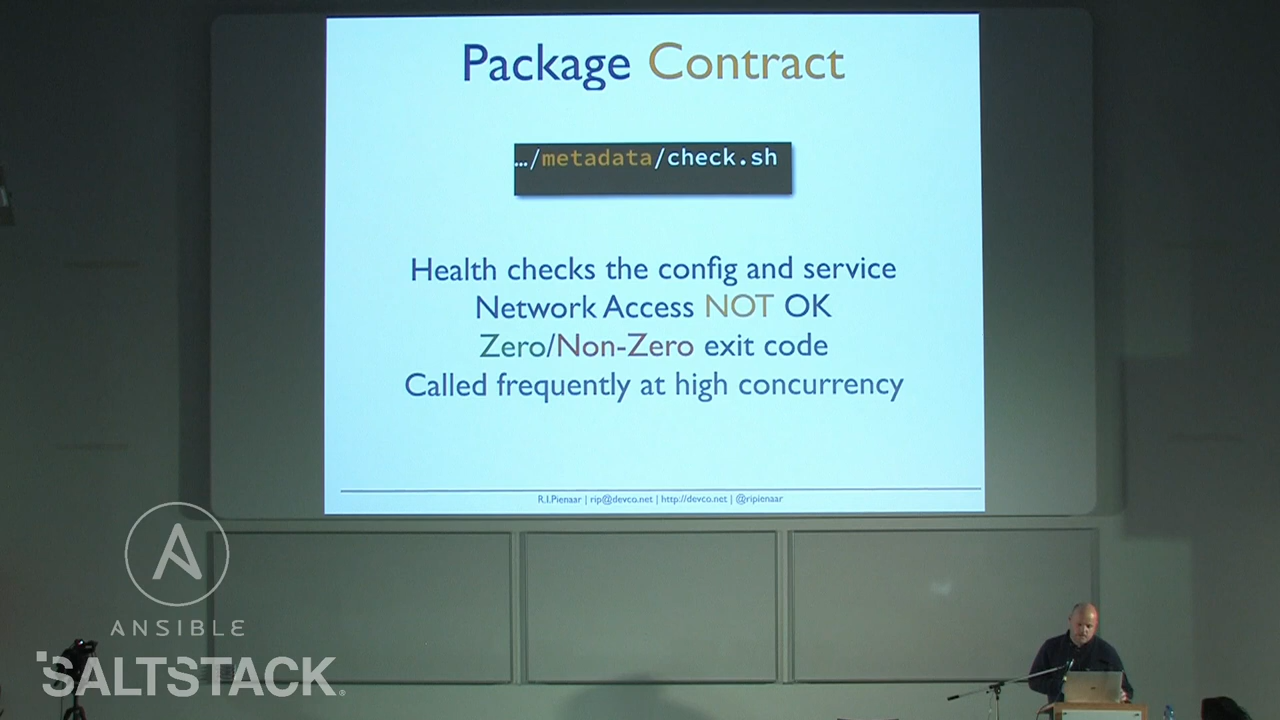 Package Contract
.../metadata/check.sh
Health checks the config and service
Network Access NOT OK
Zero/Non-Zero exit code
Called frequently at high concurrency
R.I.Pienaar | rip@devco.net | http://devco.net | @ripienaar
ANSIBLE
SALTSTACK